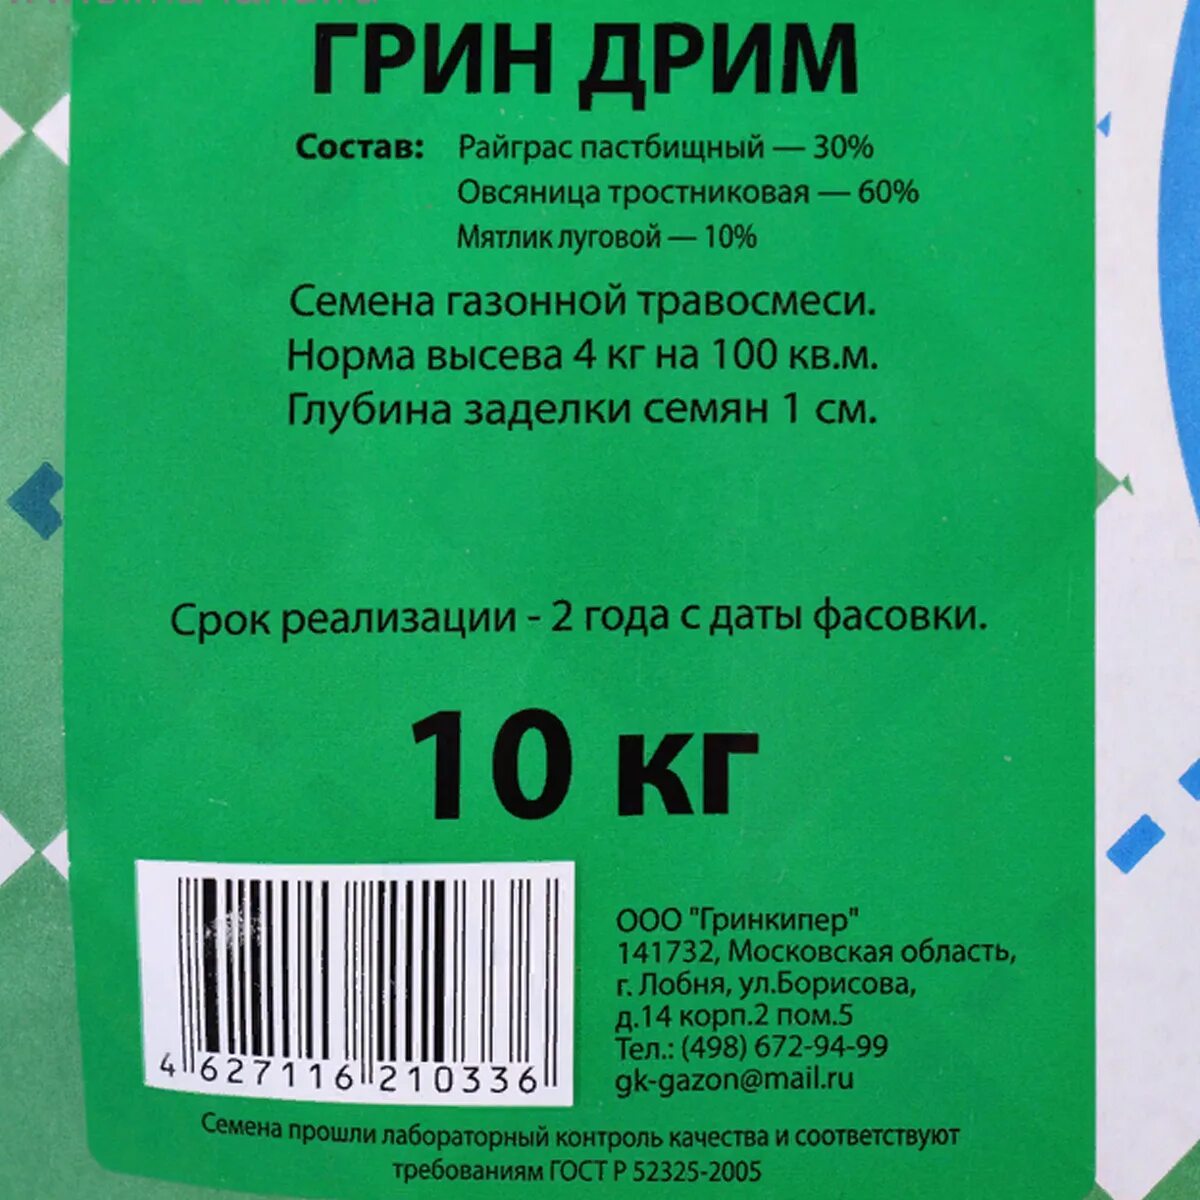 ГРИН ДРИМ
Состав: Райграс пастбищный — 30%
Овсяница тростниковая — 60%
Мятлик луговой — 10%
Семена газонной травосмеси.
Норма высева 4 кг на 100 кв.м.
Глубина заделки семян 1 см.
Срок реализации - 2 года с даты фасовки.
10 кг
4 627116 210336
ООО "Гринкипер"
141732, Московская область,
г. Лобня, ул.Борисова,
д.14 корп.2 пом.5
Тел.: (498) 672-94-99
gk-gazon@mail.ru
Семена прошли лабораторный контроль качества и соответствуют
требованиям ГОСТ Р 52325-2005